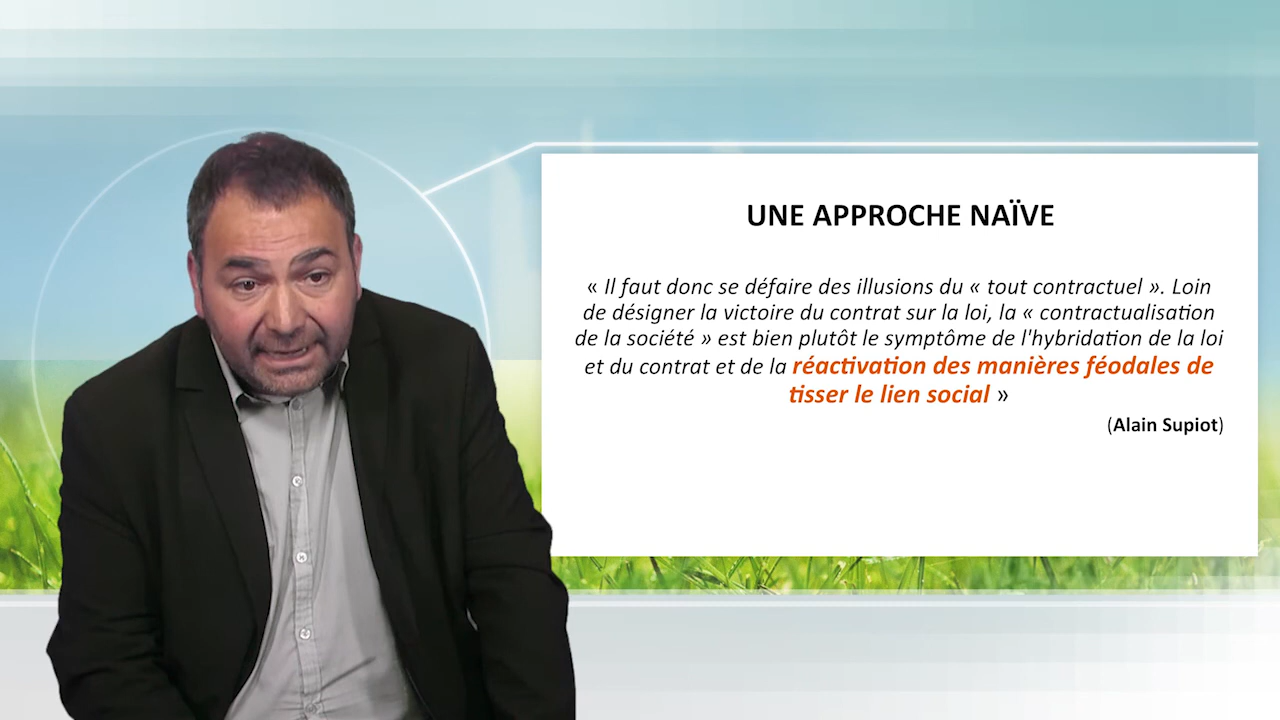 UNE APPROCHE NAÏVE
« Il faut donc se défaire des illusions du « tout contractuel ». Loin
de désigner la victoire du contrat sur la loi, la « contractualisation
de la société » est bien plutôt le symptôme de l'hybridation de la loi
et du contrat et de la réactivation des manières féodales de
tisser le lien social »
(Alain Supiot)